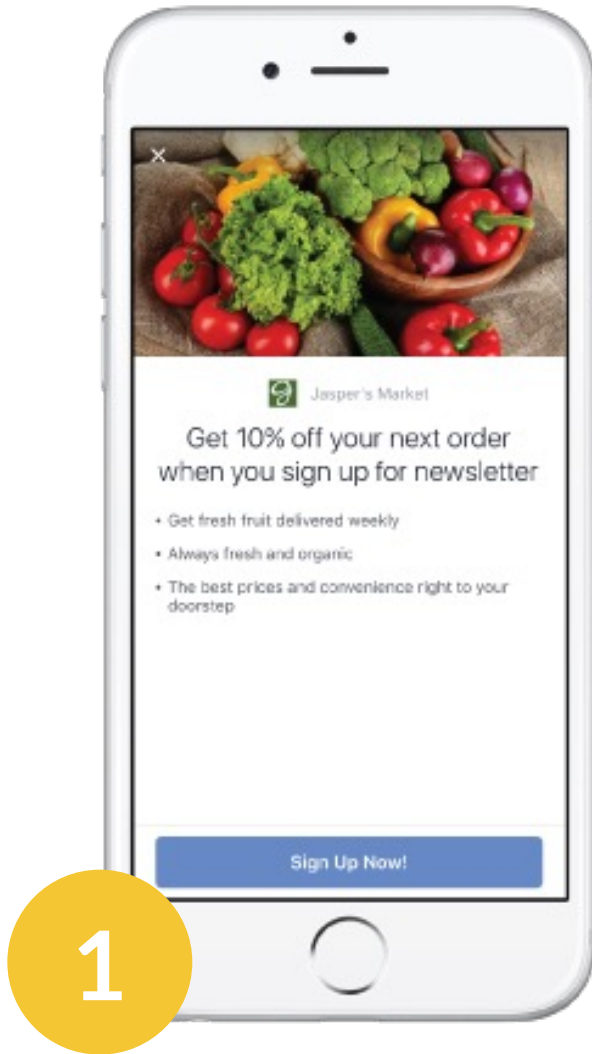 ×
Jasper's Market
Get 10% off your next order
when you sign up for newsletter
• Get fresh fruit delivered weekly
• Always fresh and organic
• The best prices and convenience right to your
doorstep
Sign Up Now!
1